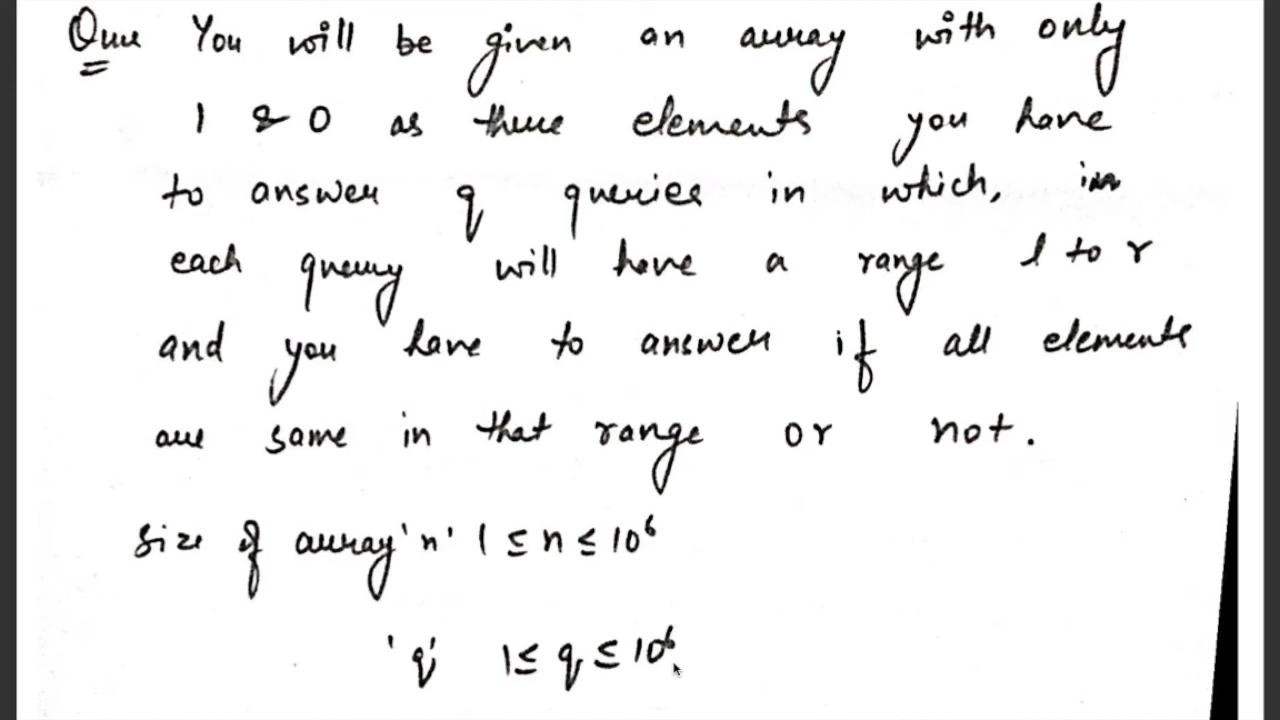 Ques You will be given an array with only
1 & 0 as there elements you have
to answer q queries in which, in
each query will have a range l to r
and you have to answer if all elements
are same in that range or not.
Size of array 'n' 1 ≤ n ≤ 10⁶
'q' 1 ≤ q ≤ 10⁶